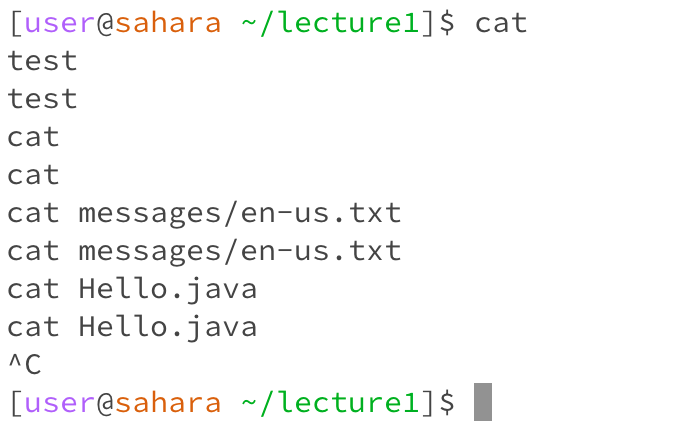 [user@sahara ~/lecture1]$ cat
test
test
cat
cat
cat messages/en-us.txt
cat messages/en-us.txt
cat Hello.java
cat Hello.java
^C
[user@sahara ~/lecture1]$